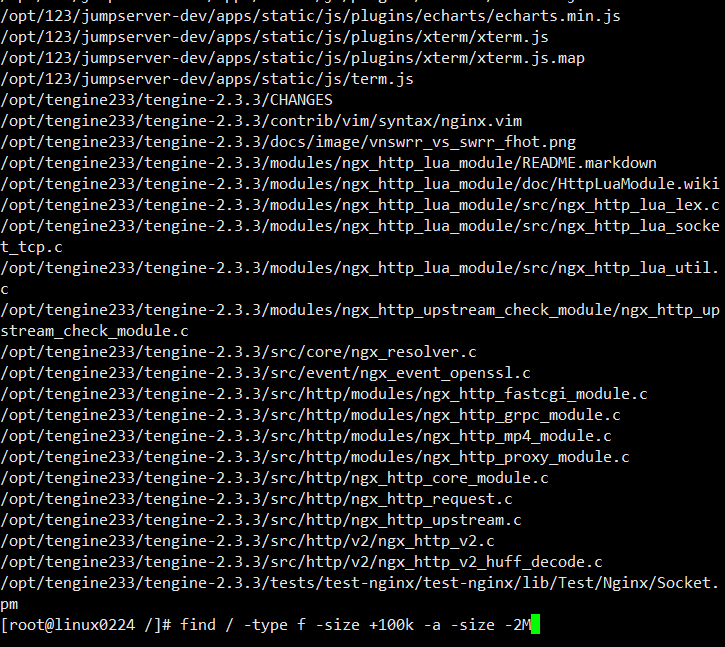 /opt/123/jumpserver-dev/apps/static/js/plugins/echarts/echarts.min.js
/opt/123/jumpserver-dev/apps/static/js/plugins/xterm/xterm.js
/opt/123/jumpserver-dev/apps/static/js/plugins/xterm/xterm.js.map
/opt/123/jumpserver-dev/apps/static/js/term.js
/opt/tengine233/tengine-2.3.3/CHANGES
/opt/tengine233/tengine-2.3.3/contrib/vim/syntax/nginx.vim
/opt/tengine233/tengine-2.3.3/docs/image/vnswrr_vs_swrr_fhot.png
/opt/tengine233/tengine-2.3.3/modules/ngx_http_lua_module/README.markdown
/opt/tengine233/tengine-2.3.3/modules/ngx_http_lua_module/doc/HttpLuaModule.wiki
/opt/tengine233/tengine-2.3.3/modules/ngx_http_lua_module/src/ngx_http_lua_lex.c
/opt/tengine233/tengine-2.3.3/modules/ngx_http_lua_module/src/ngx_http_lua_socke
t_tcp.c
/opt/tengine233/tengine-2.3.3/modules/ngx_http_lua_module/src/ngx_http_lua_util.
c
/opt/tengine233/tengine-2.3.3/modules/ngx_http_upstream_check_module/ngx_http_up
stream_check_module.c
/opt/tengine233/tengine-2.3.3/src/core/ngx_resolver.c
/opt/tengine233/tengine-2.3.3/src/event/ngx_event_openssl.c
/opt/tengine233/tengine-2.3.3/src/http/modules/ngx_http_fastcgi_module.c
/opt/tengine233/tengine-2.3.3/src/http/modules/ngx_http_grpc_module.c
/opt/tengine233/tengine-2.3.3/src/http/modules/ngx_http_mp4_module.c
/opt/tengine233/tengine-2.3.3/src/http/modules/ngx_http_proxy_module.c
/opt/tengine233/tengine-2.3.3/src/http/ngx_http_core_module.c
/opt/tengine233/tengine-2.3.3/src/http/ngx_http_request.c
/opt/tengine233/tengine-2.3.3/src/http/ngx_http_upstream.c
/opt/tengine233/tengine-2.3.3/src/http/v2/ngx_http_v2.c
/opt/tengine233/tengine-2.3.3/src/http/v2/ngx_http_v2_huff_decode.c
/opt/tengine233/tengine-2.3.3/tests/test-nginx/test-nginx/lib/Test/Nginx/Socket.
pm
[root@linux0224 /]# find / -type f -size +100k -a -size -2M